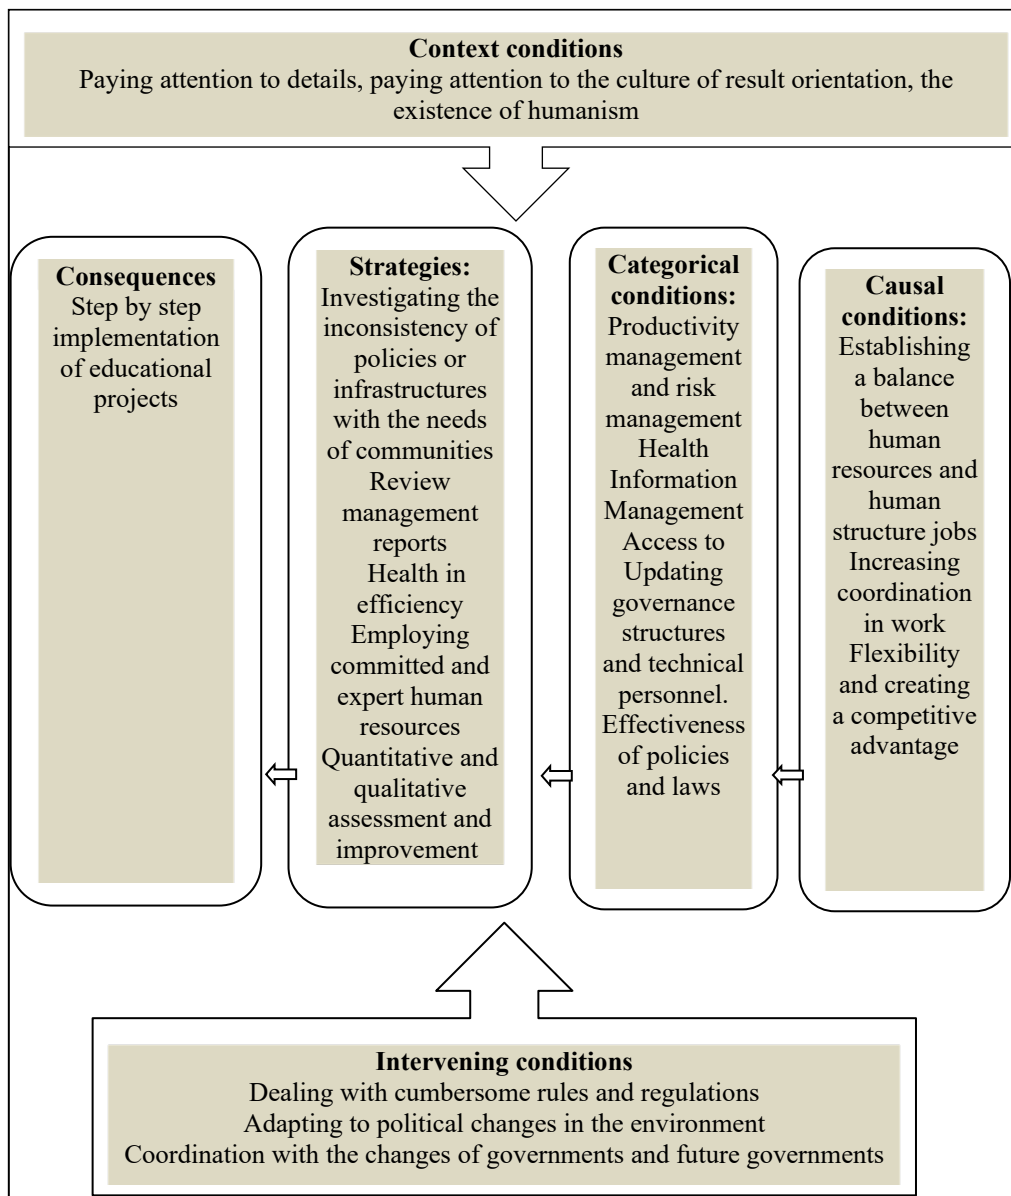 Context conditions
Paying attention to details, paying attention to the culture of result orientation, the
existence of humanism
Consequences
Step by step
implementation
of educational
projects
Strategies:
Investigating the
inconsistency of
policies or
infrastructures
with the needs
of communities
Review
management
reports
Health in
efficiency
Employing
committed and
expert human
resources
Quantitative and
qualitative
assessment and
improvement
Categorical
conditions:
Productivity
management
and risk
management
Health
Information
Management
Access to
Updating
governance
structures
and technical
personnel.
Effectiveness
of policies
and laws
Causal
conditions:
Establishing
a balance
between
human
resources and
human
structure jobs
Increasing
coordination
in work
Flexibility
and creating
a competitive
advantage
Intervening conditions
Dealing with cumbersome rules and regulations
Adapting to political changes in the environment
Coordination with the changes of governments and future governments